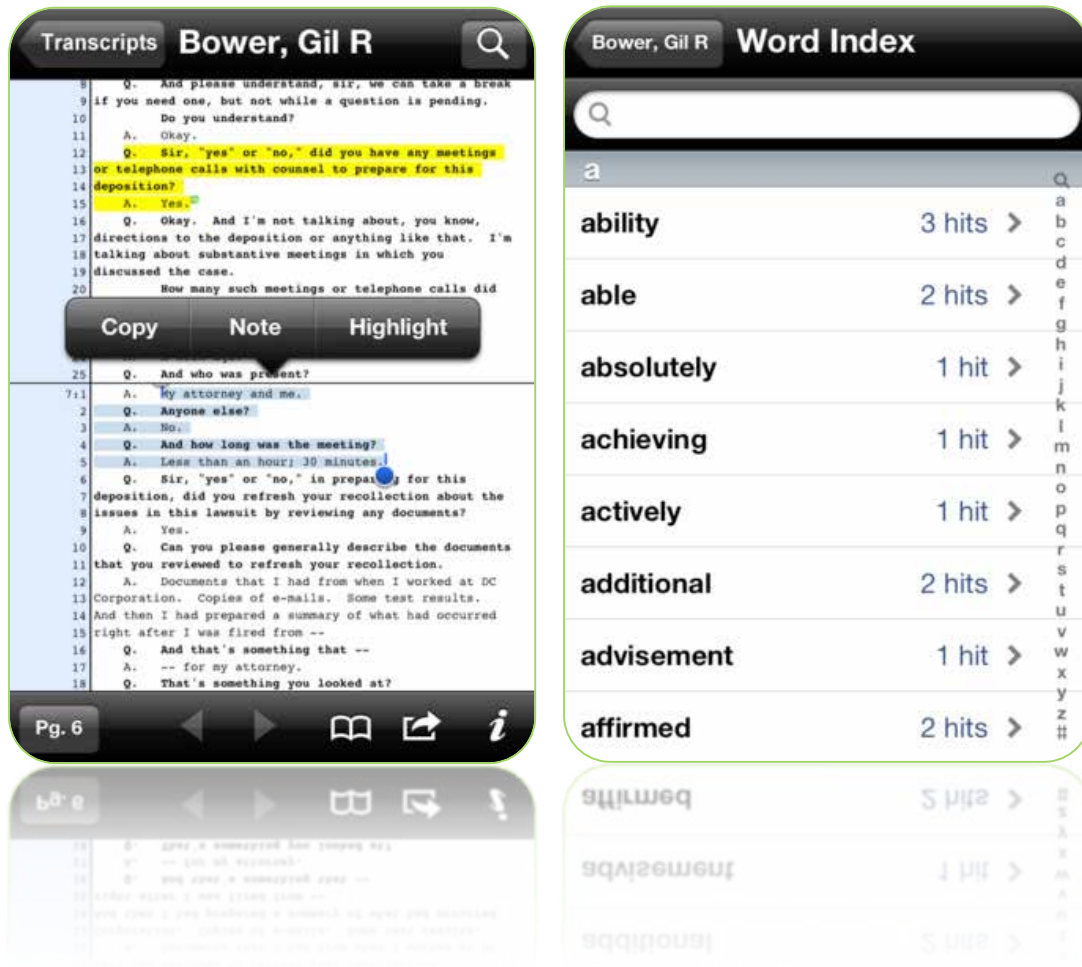 Transcripts Bower, Gil R
8 Q. And please understand, sir, we can take a break
9 if you need one, but not while a question is pending.
10 Do you understand?
11 A. Okay.
12 Q. Sir, "yes" or "no," did you have any meetings
13 or telephone calls with counsel to prepare for this
14 deposition?
15 A. Yes.
16 Q. Okay. And I'm not talking about, you know,
17 directions to the deposition or anything like that. I'm
18 talking about substantive meetings in which you
19 discussed the case.
20 How many such meetings or telephone calls did
Copy Note Highlight
25 Q. And who was present?
7:1 A. My attorney and me.
2 Q. Anyone else?
3 A. No.
4 Q. And how long was the meeting?
5 A. Less than an hour; 30 minutes.
6 Q. Sir, "yes" or "no," in preparing for this
7 deposition, did you refresh your recollection about the
8 issues in this lawsuit by reviewing any documents?
9 A. Yes.
10 Q. Can you please generally describe the documents
11 that you reviewed to refresh your recollection.
12 A. Documents that I had from when I worked at DC
13 Corporation. Copies of e-mails. Some test results.
14 And then I had prepared a summary of what had occurred
15 right after I was fired from --
16 Q. And that's something that --
17 A. -- for my attorney.
18 Q. That's something you looked at?
Pg. 6
Bower, Gil R Word Index
a
ability 3 hits
able 2 hits
absolutely 1 hit
achieving 1 hit
actively 1 hit
additional 2 hits
advisement 1 hit
affirmed 2 hits
a
b
c
d
e
f
g
h
i
j
k
l
m
n
o
p
q
r
s
t
u
v
w
x
y
z
#